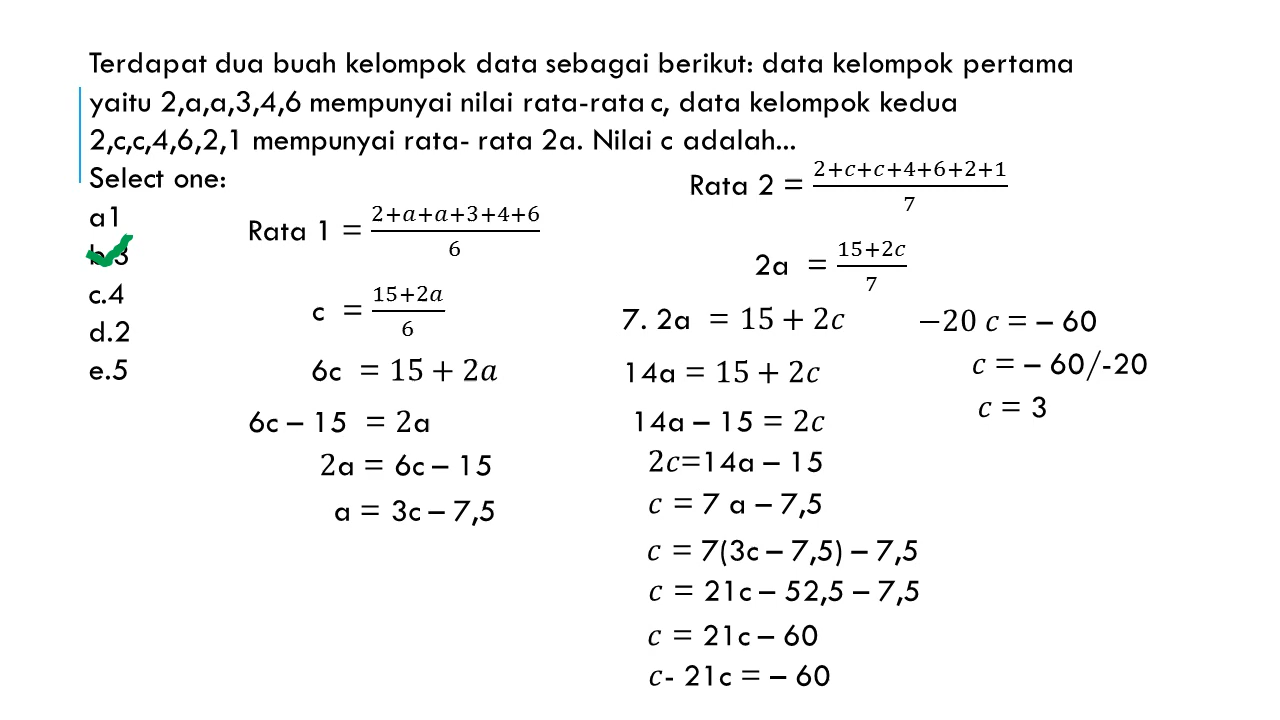 Terdapat dua buah kelompok data sebagai berikut: data kelompok pertama
yaitu 2,a,a,3,4,6 mempunyai nilai rata-rata c, data kelompok kedua
2,c,c,4,6,2,1 mempunyai rata- rata 2a. Nilai c adalah...
Select one:
a1
b.3
c.4
d.2
e.5
Rata 1 = \frac{2+a+a+3+4+6}{6}
c = \frac{15+2a}{6}
6c = 15 + 2a
6c – 15 = 2a
2a = 6c – 15
a = 3c – 7,5
Rata 2 = \frac{2+c+c+4+6+2+1}{7}
2a = \frac{15+2c}{7}
7. 2a = 15 + 2c
14a = 15 + 2c
14a – 15 = 2c
2c=14a – 15
c = 7 a – 7,5
c = 7(3c – 7,5) – 7,5
c = 21c – 52,5 – 7,5
c = 21c – 60
c- 21c = – 60
−20 c = – 60
c = – 60/-20
c = 3